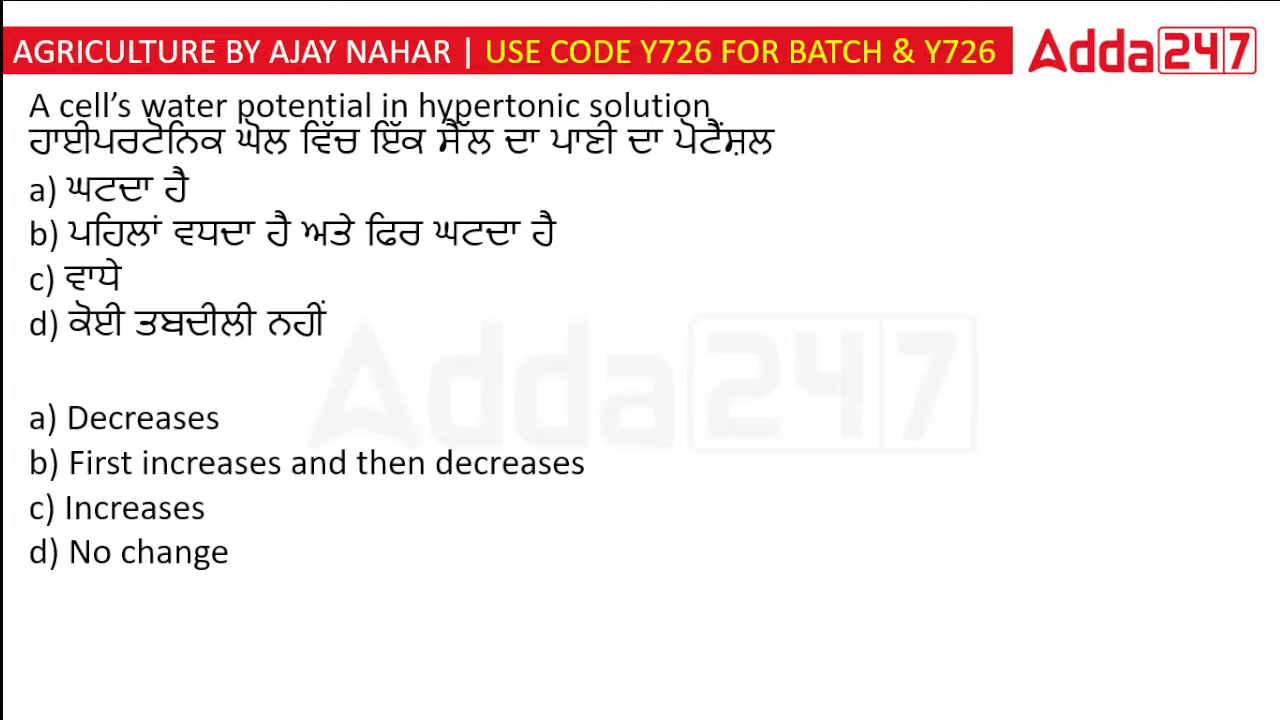 AGRICULTURE BY AJAY NAHAR | USE CODE Y726 FOR BATCH & Y726
Adda247
A cell's water potential in hypertonic solution
ਹਾਈਪਰਟੋਨਿਕ ਘੋਲ ਵਿੱਚ ਇੱਕ ਸੈੱਲ ਦਾ ਪਾਣੀ ਦਾ ਪੋਟੈਂਸ਼ਲ
a) ਘਟਦਾ ਹੈ
b) ਪਹਿਲਾਂ ਵਧਦਾ ਹੈ ਅਤੇ ਫਿਰ ਘਟਦਾ ਹੈ
c) ਵਾਧੇ
d) ਕੋਈ ਤਬਦੀਲੀ ਨਹੀਂ
Adda247
a) Decreases
b) First increases and then decreases
c) Increases
d) No change